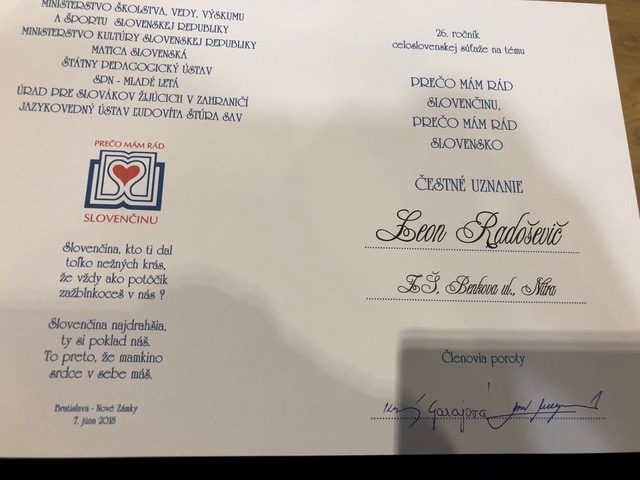 MINISTERSTVO ŠKOLSTVA, VEDY, VÝSKUMU
A ŠPORTU SLOVENSKEJ REPUBLIKY
MINISTERSTVO KULTÚRY SLOVENSKEJ REPUBLIKY
MATICA SLOVENSKÁ
ŠTÁTNY PEDAGOGICKÝ ÚSTAV
SPN - MLADÉ LETÁ
ÚRAD PRE SLOVÁKOV ŽIJÚCICH V ZAHRANIČÍ
JAZYKOVEDNÝ ÚSTAV ĽUDOVÍTA ŠTÚRA SAV
PREČO MÁM RÁD
SLOVENČINU
Slovenčina, kto ti dal
toľko nežných krás,
že vždy ako potôčik
zažblnkoceš v nás ?
Slovenčina najdrahšia,
ty si poklad náš.
To preto, že mamkino
srdce v sebe máš.
Bratislava - Nové Zámky
7. júna 2018
26. ročník
celoslovenskej súťaže na tému
PREČO MÁM RÁD
SLOVENČINU,
PREČO MÁM RÁD
SLOVENSKO
ČESTNÉ UZNANIE
Leon Radoševič
ZŠ, Benkova ul., Nitra
Členovia poroty
Garajova